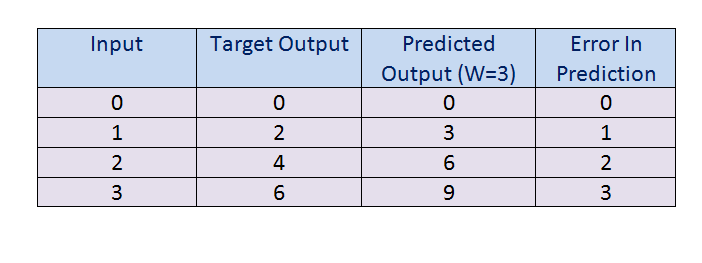 Input Target Output Predicted Output (W=3) Error In Prediction
0 0 0 0
1 2 3 1
2 4 6 2
3 6 9 3